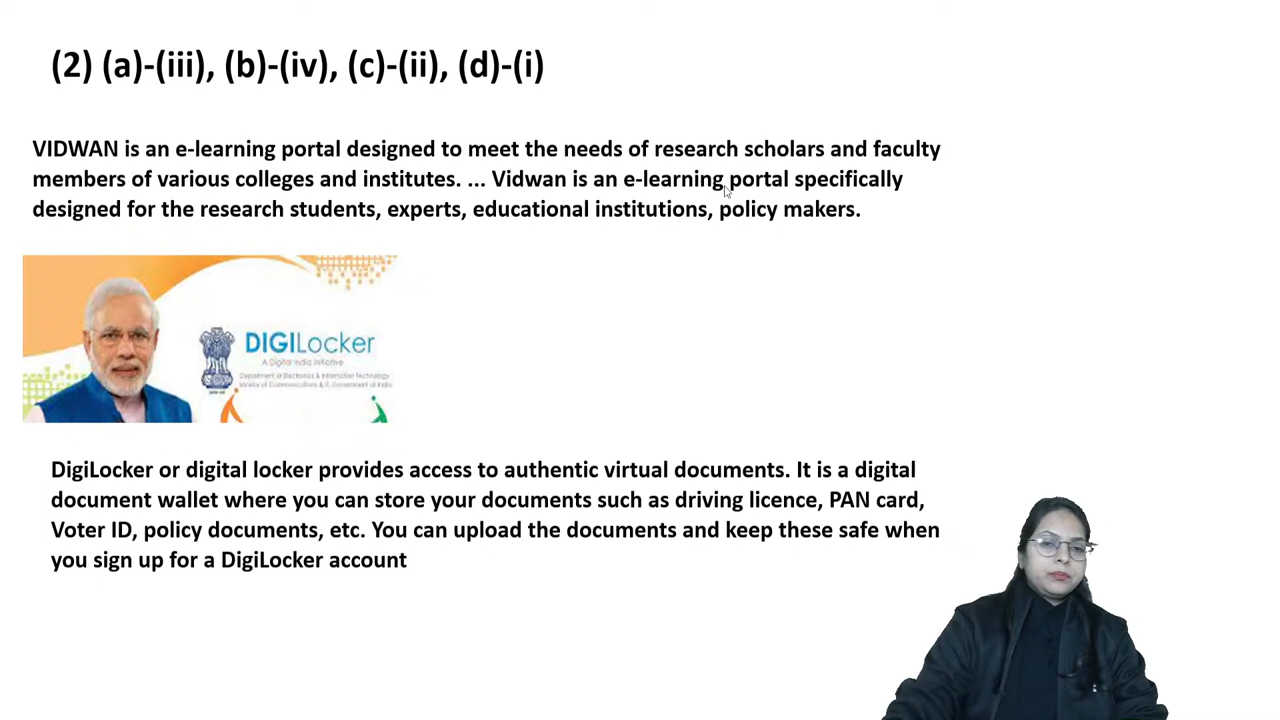 (2) (a)-(iii), (b)-(iv), (c)-(ii), (d)-(i)
VIDWAN is an e-learning portal designed to meet the needs of research scholars and faculty
members of various colleges and institutes. ... Vidwan is an e-learning portal specifically
designed for the research students, experts, educational institutions, policy makers.
DIGILocker
A Digital India Initiative
Department of Electronics & Information Technology
Ministry of Communications & IT, Government of India
DigiLocker or digital locker provides access to authentic virtual documents. It is a digital
document wallet where you can store your documents such as driving licence, PAN card,
Voter ID, policy documents, etc. You can upload the documents and keep these safe when
you sign up for a DigiLocker account